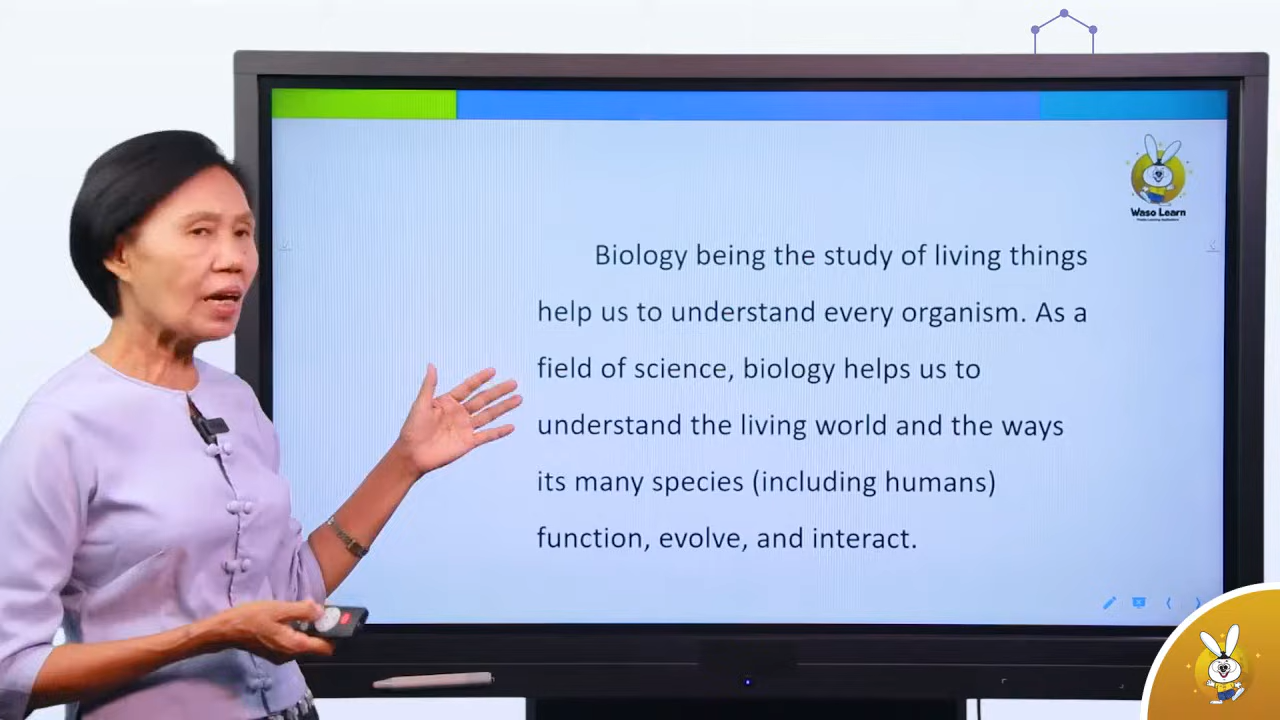 Waso Learn
Biology being the study of living things
help us to understand every organism. As a
field of science, biology helps us to
understand the living world and the ways
its many species (including humans)
function, evolve, and interact.